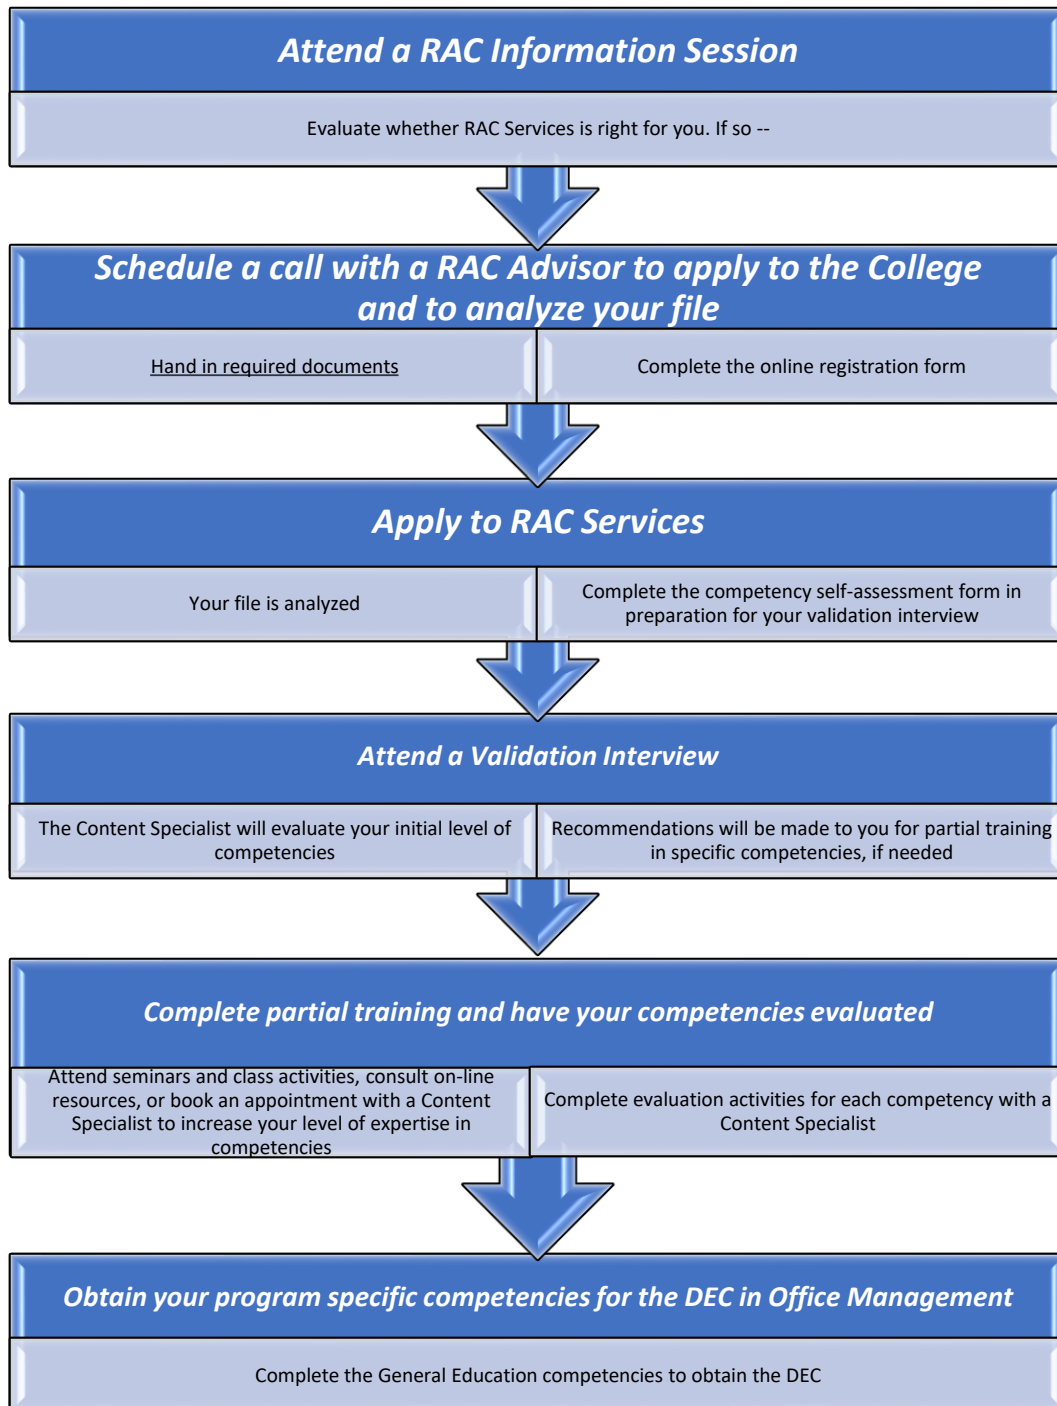 Attend a RAC Information Session
Evaluate whether RAC Services is right for you. If so --
Schedule a call with a RAC Advisor to apply to the College
and to analyze your file
Hand in required documents
Complete the online registration form
Apply to RAC Services
Your file is analyzed
Complete the competency self-assessment form in
preparation for your validation interview
Attend a Validation Interview
The Content Specialist will evaluate your initial level of
competencies
Recommendations will be made to you for partial training
in specific competencies, if needed
Complete partial training and have your competencies evaluated
Attend seminars and class activities, consult on-line
resources, or book an appointment with a Content
Specialist to increase your level of expertise in
competencies
Complete evaluation activities for each competency with a
Content Specialist
Obtain your program specific competencies for the DEC in Office Management
Complete the General Education competencies to obtain the DEC